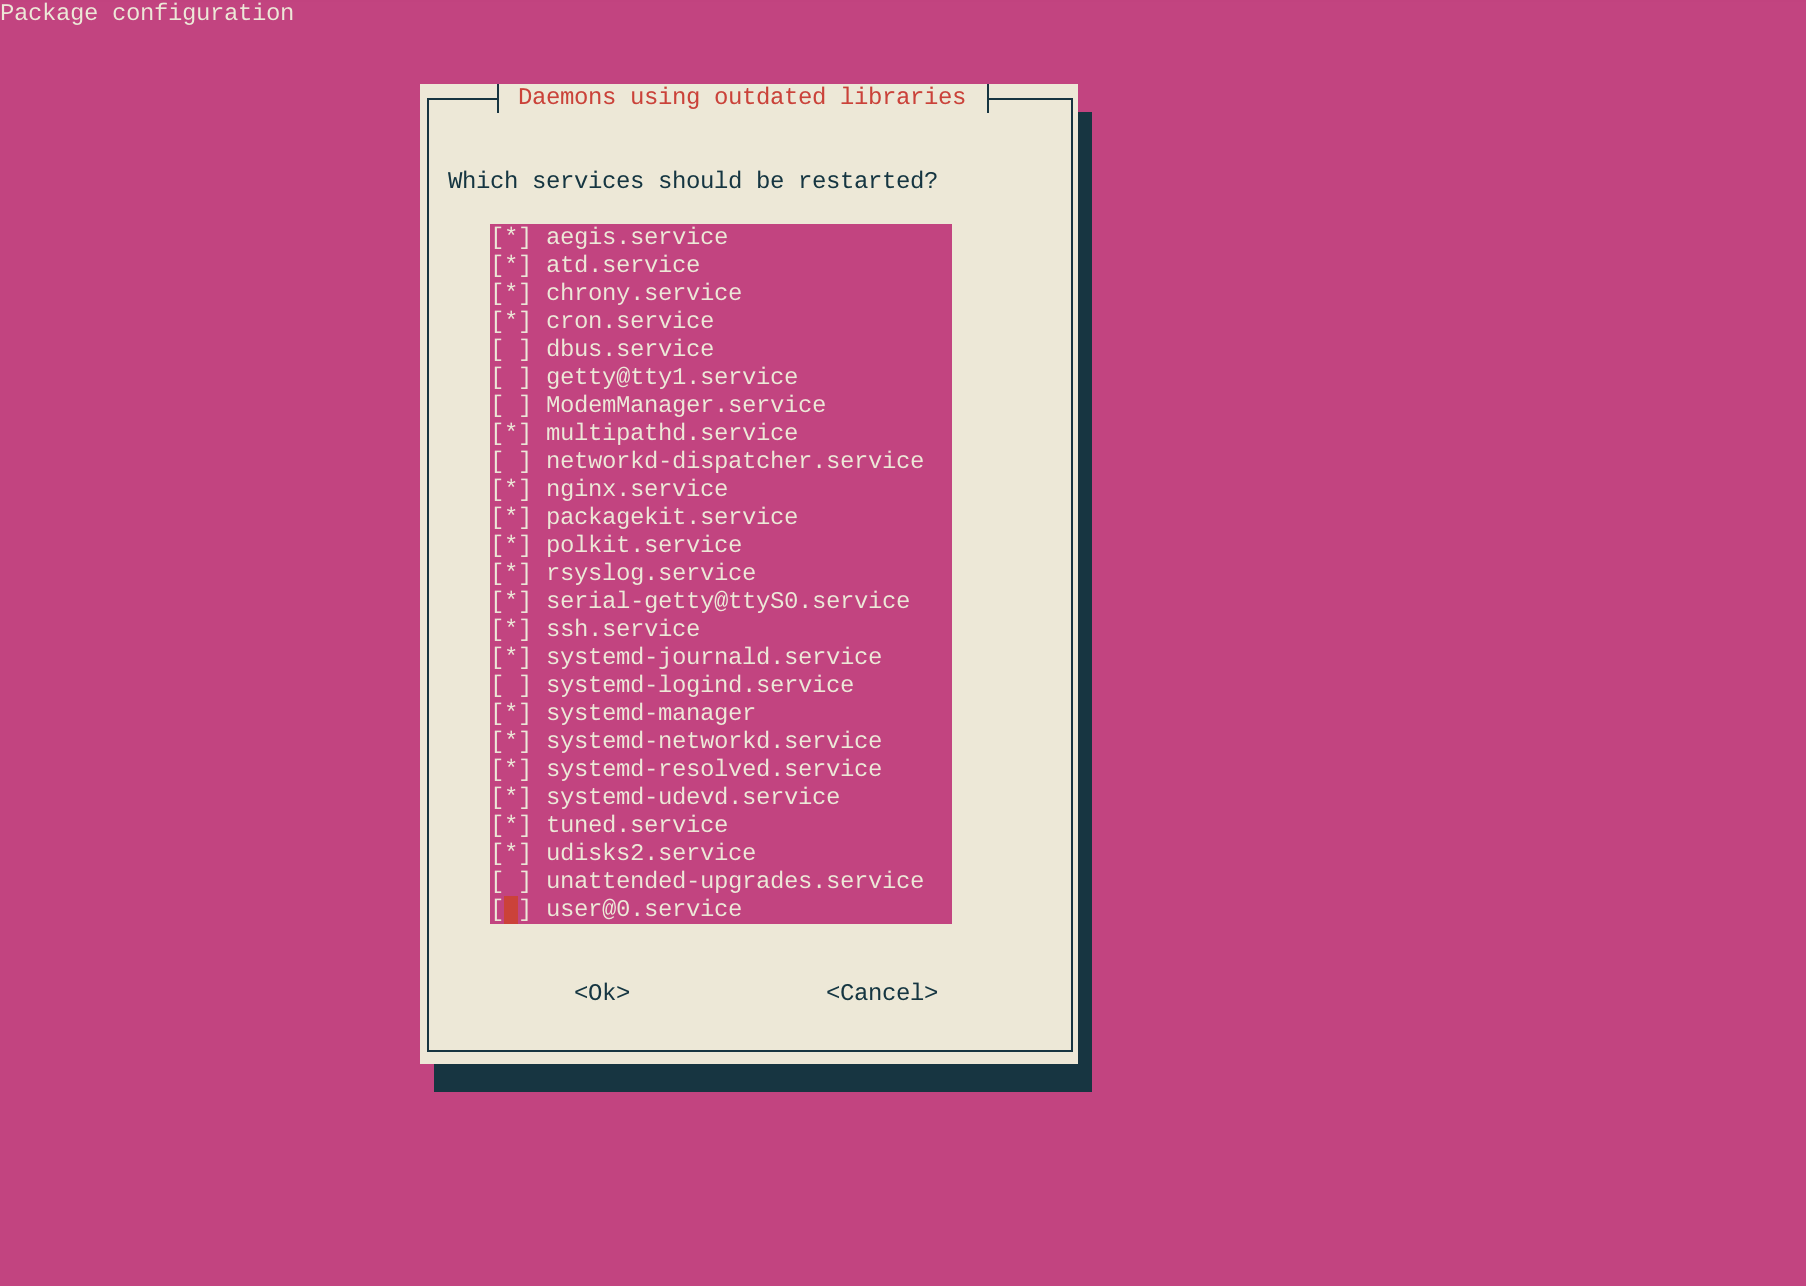 Package configuration
Daemons using outdated libraries
Which services should be restarted?
[*] aegis.service
[*] atd.service
[*] chrony.service
[*] cron.service
[ ] dbus.service
[ ] getty@tty1.service
[ ] ModemManager.service
[*] multipathd.service
[ ] networkd-dispatcher.service
[*] nginx.service
[*] packagekit.service
[*] polkit.service
[*] rsyslog.service
[*] serial-getty@ttyS0.service
[*] ssh.service
[*] systemd-journald.service
[ ] systemd-logind.service
[*] systemd-manager
[*] systemd-networkd.service
[*] systemd-resolved.service
[*] systemd-udevd.service
[*] tuned.service
[*] udisks2.service
[ ] unattended-upgrades.service
[ ] user@0.service
<Ok> <Cancel>